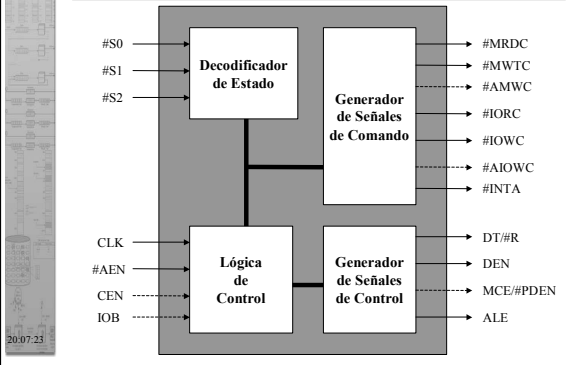 #S0
#S1
#S2
Decodificador
de Estado
Generador
de Señales
de Comando
#MRDC
#MWTC
#AMWC
#IORC
#IOWC
#AIOWC
#INTA
CLK
#AEN
CEN
IOB
Lógica
de
Control
Generador
de Señales
de Control
DT/#R
DEN
MCE/#PDEN
ALE
20:07:23